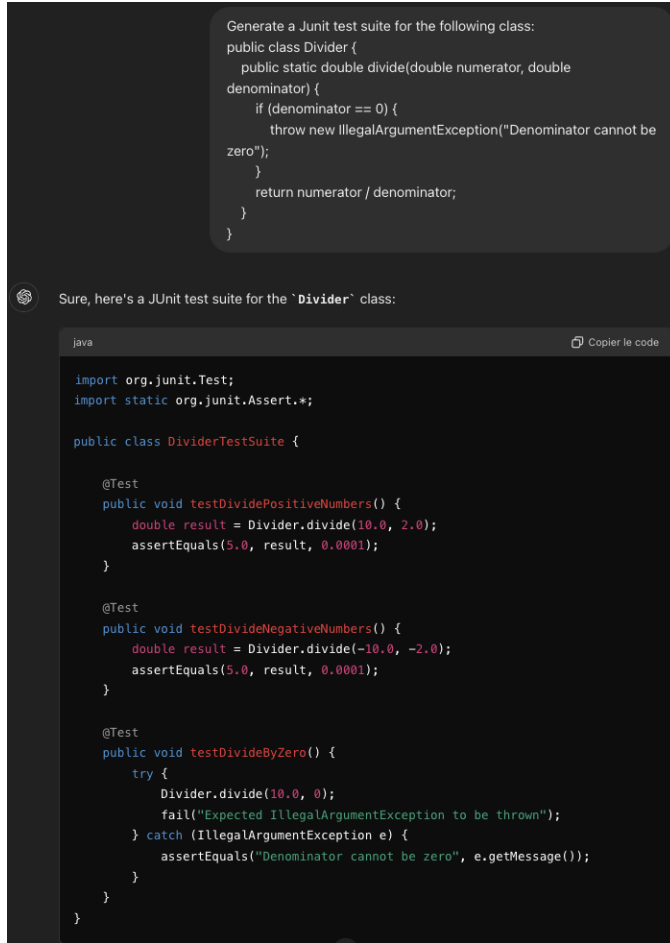 Generate a Junit test suite for the following class:
public class Divider {
public static double divide(double numerator, double
denominator) {
if (denominator == 0) {
throw new IllegalArgumentException("Denominator cannot be
zero");
}
return numerator / denominator;
}
}
Sure, here's a JUnit test suite for the `Divider` class:
java
Copier le code
import org.junit.Test;
import static org.junit.Assert.*;
public class DividerTestSuite {
@Test
public void testDividePositiveNumbers() {
double result = Divider.divide(10.0, 2.0);
assertEquals(5.0, result, 0.0001);
}
@Test
public void testDivideNegativeNumbers() {
double result = Divider.divide(-10.0, -2.0);
assertEquals(5.0, result, 0.0001);
}
@Test
public void testDivideByZero() {
try {
Divider.divide(10.0, 0);
fail("Expected IllegalArgumentException to be thrown");
} catch (IllegalArgumentException e) {
assertEquals("Denominator cannot be zero", e.getMessage());
}
}
}